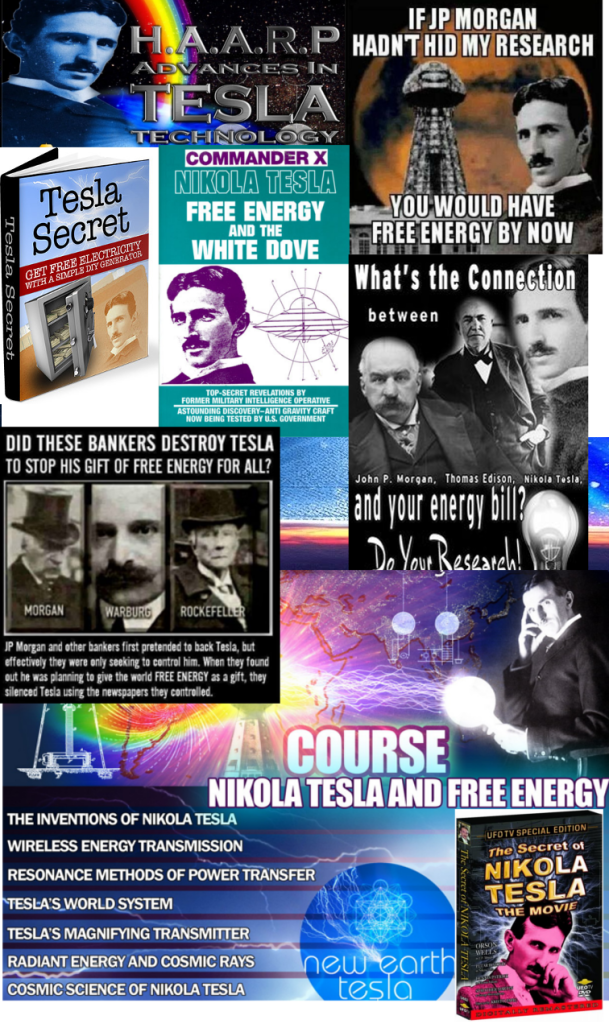 H.A.A.R.P
ADVANCES IN
TESLA
TECHNOLOGY
IF JP MORGAN
HADN'T HID MY RESEARCH
YOU WOULD HAVE
FREE ENERGY BY NOW
Tesla Secret
Tesla
Secret
GET FREE ELECTRICITY
WITH A SIMPLE DIY GENERATOR
COMMANDER X
NIKOLA TESLA
FREE ENERGY
AND THE
WHITE DOVE
TOP-SECRET REVELATIONS BY
FORMER MILITARY INTELLIGENCE OPERATIVE
ASTOUNDING DISCOVERY–ANTI GRAVITY CRAFT
NOW BEING TESTED BY U.S. GOVERNMENT
What's the Connection
between
John P. Morgan, Thomas Edison, Nikola Tesla,
and your energy bill?
Do Your Research!
DID THESE BANKERS DESTROY TESLA
TO STOP HIS GIFT OF FREE ENERGY FOR ALL?
MORGAN
WARBURG
ROCKEFELLER
JP Morgan and other bankers first pretended to back Tesla, but
effectively they were only seeking to control him. When they found
out he was planning to give the world FREE ENERGY as a gift, they
silenced Tesla using the newspapers they controlled.
COURSE
NIKOLA TESLA AND FREE ENERGY
THE INVENTIONS OF NIKOLA TESLA
WIRELESS ENERGY TRANSMISSION
RESONANCE METHODS OF POWER TRANSFER
TESLA'S WORLD SYSTEM
TESLA'S MAGNIFYING TRANSMITTER
RADIANT ENERGY AND COSMIC RAYS
COSMIC SCIENCE OF NIKOLA TESLA
new earth
tesla
The Secret of NIKOLA TESLA
UFOTV SPECIAL EDITION
The Secret of
NIKOLA
TESLA
THE MOVIE
ORSON
WELLES
DVD